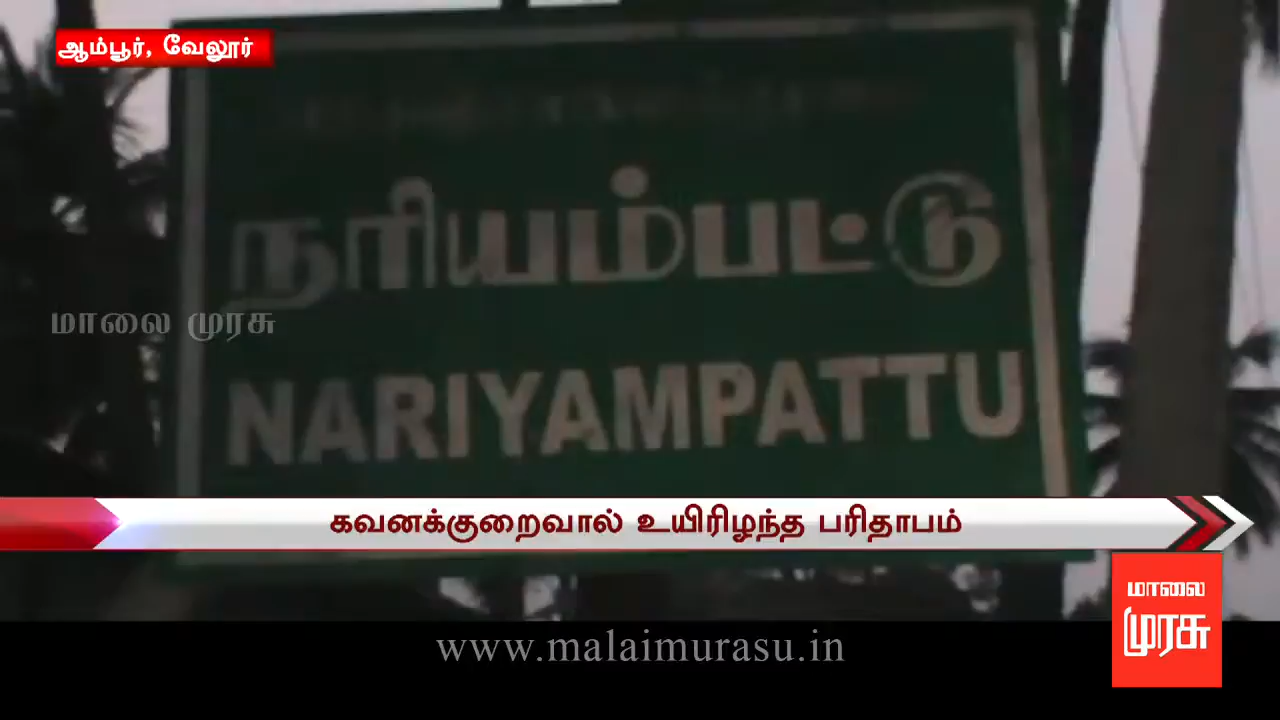 ஆம்பூர், வேலூர்
நரியம்பட்டு
மாலை முரசு
NARIYAMPATTU
கவனக்குறைவால் உயிரிழந்த பரிதாபம்
மாலை
முரசு
www.malaimurasu.in